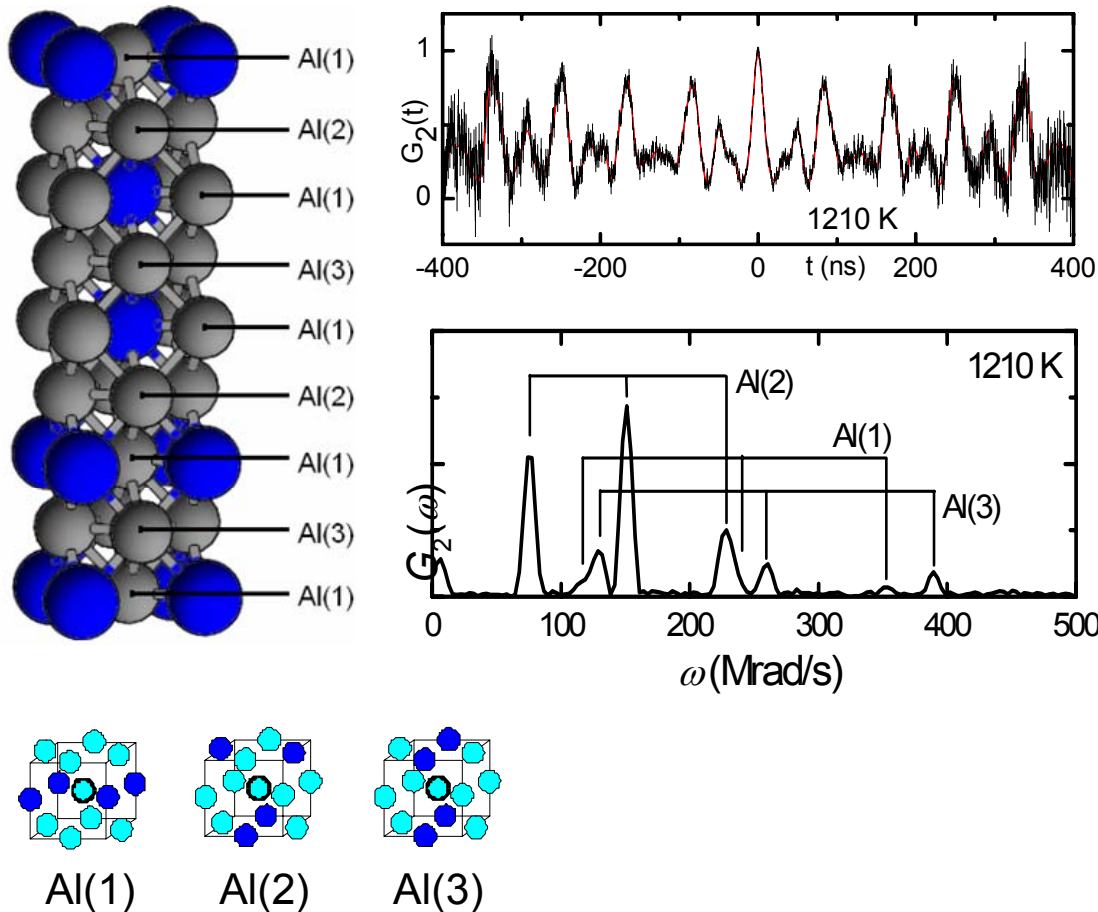 Al(1)
Al(2)
Al(1)
Al(3)
Al(1)
Al(2)
Al(1)
Al(3)
Al(1)
G2(t)
1
0
1210 K
-400 -200 0 t (ns) 200 400
1210 K
Al(2)
Al(1)
Al(3)
G2(ω)
0 100 200 300 400 500
ω(Mrad/s)
Al(1) Al(2) Al(3)